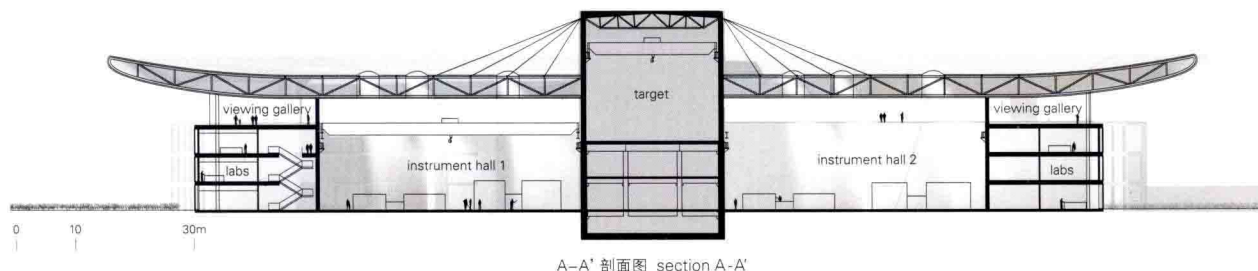 target
viewing gallery
viewing gallery
instrument hall 1
instrument hall 2
labs
labs
0 10 30m
A–A' 剖面图 section A-A'